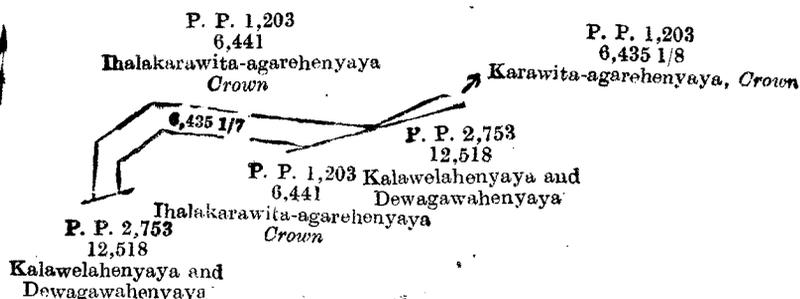 P. P. 1,203
6,441
Ihalakarawita-agarehenyaya
Crown
P. P. 1,203
6,435 1/8
Karawita-agarehenyaya, Crown
6,435 1/7
P. P. 2,753
12,518
Kalawelahenyaya and
Dewagawahenyaya
P. P. 1,203
6,441
Ihalakarawita-agarehenyaya
Crown
P. P. 2,753
12,518
Kalawelahenyaya and
Dewagawahenyaya